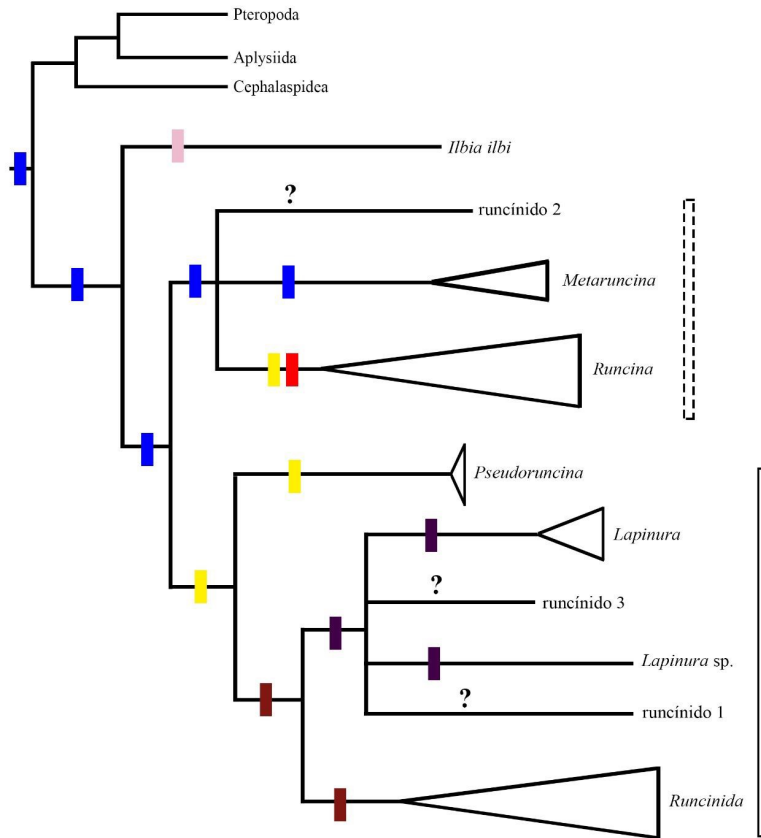 Pteropoda
Aplysiida
Cephalaspidea
Ilbia ilbi
?
runcínido 2
Metaruncina
Runcina
Pseudoruncina
Lapinura
?
runcínido 3
Lapinura sp.
?
runcínido 1
Runcinida